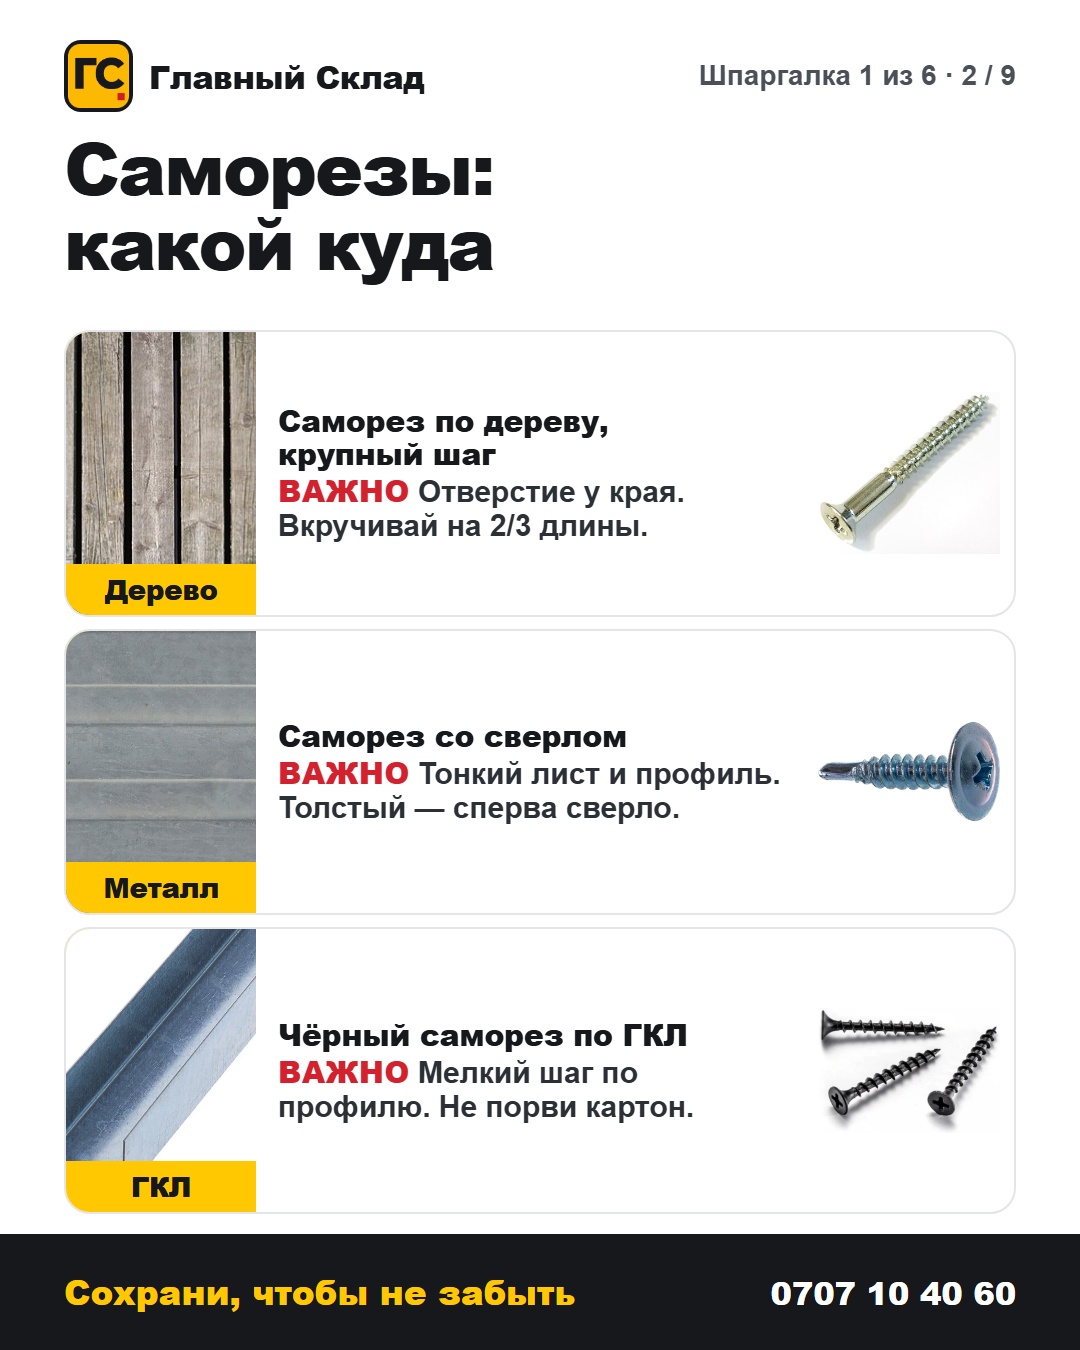 ГС
Главный Склад
Шпаргалка 1 из 6 · 2 / 9
Саморезы:
какой куда
Саморез по дереву,
крупный шаг
ВАЖНО Отверстие у края.
Вкручивай на 2/3 длины.
Дерево
Саморез со сверлом
ВАЖНО Тонкий лист и профиль.
Толстый — сперва сверло.
Металл
Чёрный саморез по ГКЛ
ВАЖНО Мелкий шаг по
профилю. Не порви картон.
ГКЛ
Сохрани, чтобы не забыть
0707 10 40 60